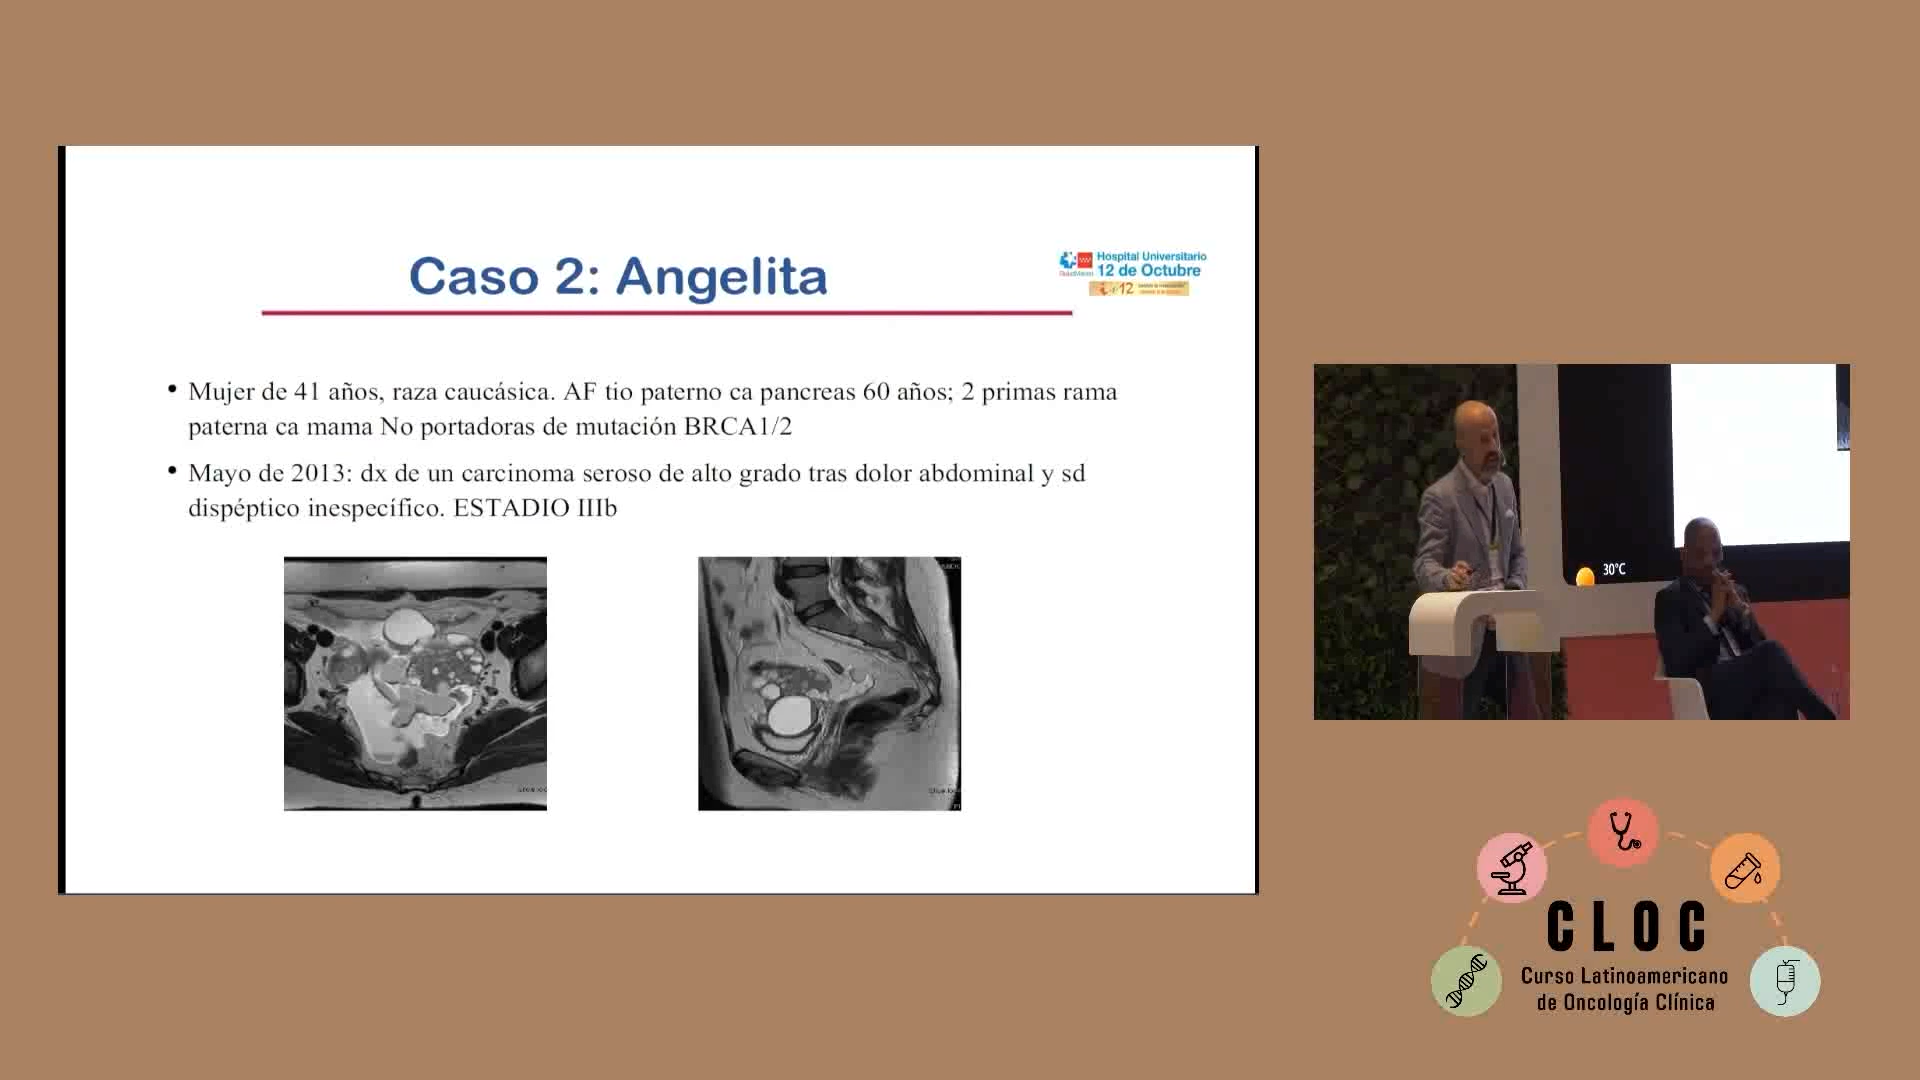 Caso 2: Angelita
Hospital Universitario
12 de Octubre
• Mujer de 41 años, raza caucásica. AF tio paterno ca pancreas 60 años; 2 primas rama
paterna ca mama No portadoras de mutación BRCA1/2
• Mayo de 2013: dx de un carcinoma seroso de alto grado tras dolor abdominal y sd
dispéptico inespecífico. ESTADIO IIIb
30°C
CLOC
Curso Latinoamericano
de Oncología Clínica